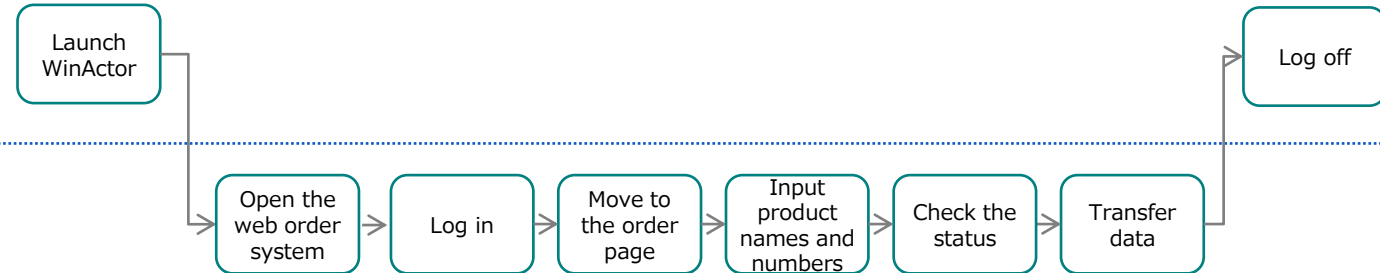 Launch
WinActor
Log off
Open the
web order
system
Log in
Move to
the order
page
Input
product
names and
numbers
Check the
status
Transfer
data